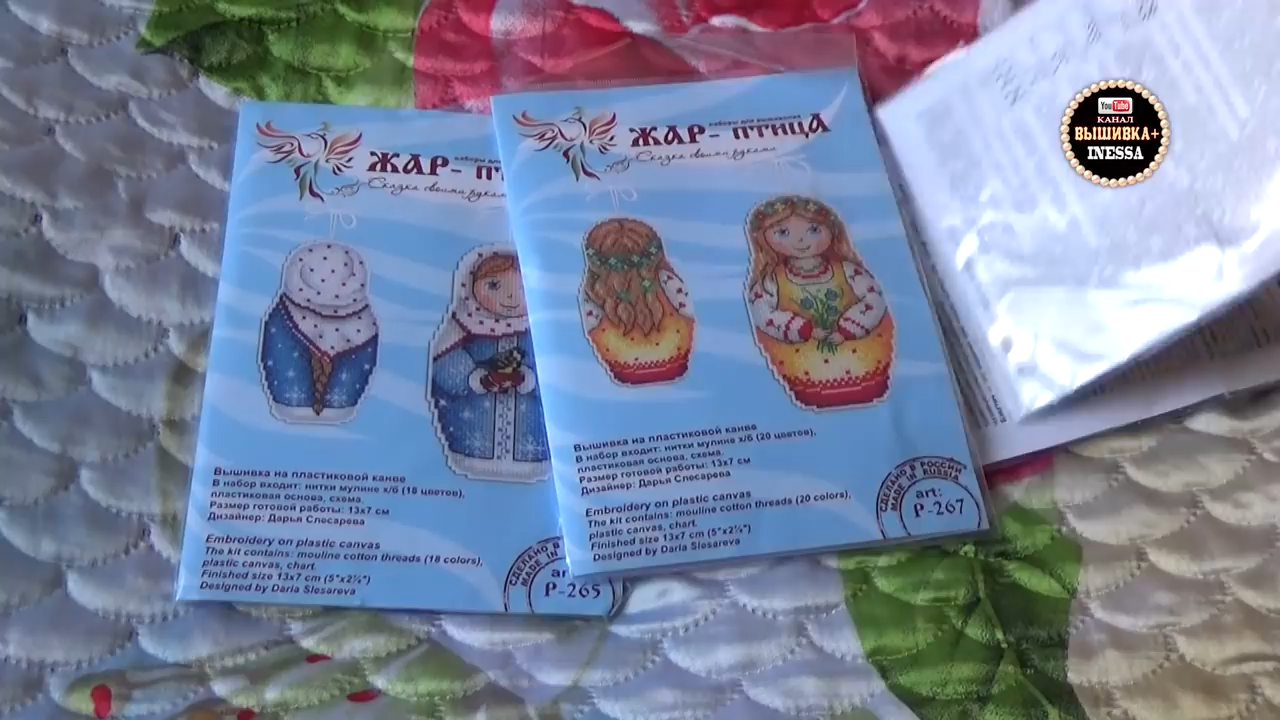 наборы для
ЖАР-
Сказка своими рукам
Вышивка на пластиковой канве
В набор входит: нитки мулине х/б (18 цветов),
пластиковая основа, схема.
Размер готовой работы: 13х7 см
Дизайнер: Дарья Слесарева
Embroidery on plastic canvas
The kit contains: mouline cotton threads (18 colors),
plastic canvas, chart.
Finished size 13x7 cm (5"x2¾")
Designed by Daria Slesareva
СДЕЛАНО В
MADE IN
P-265
наборы для вышивания
ЖАР-ПТИЦА
Сказка своими руками
Вышивка на пластиковой канве
В набор входит: нитки мулине х/б (20 цветов),
пластиковая основа, схема.
Размер готовой работы: 13х7 см
Дизайнер: Дарья Слесарева
Embroidery on plastic canvas
The kit contains: mouline cotton threads (20 colors),
plastic canvas, chart.
Finished size 13x7 cm (5"x2¾")
Designed by Daria Slesareva
СДЕЛАНО В РОССИИ
MADE IN RUSSIA
art:
P-267
YouTube
КАНАЛ
ВЫШИВКА+
INESSA